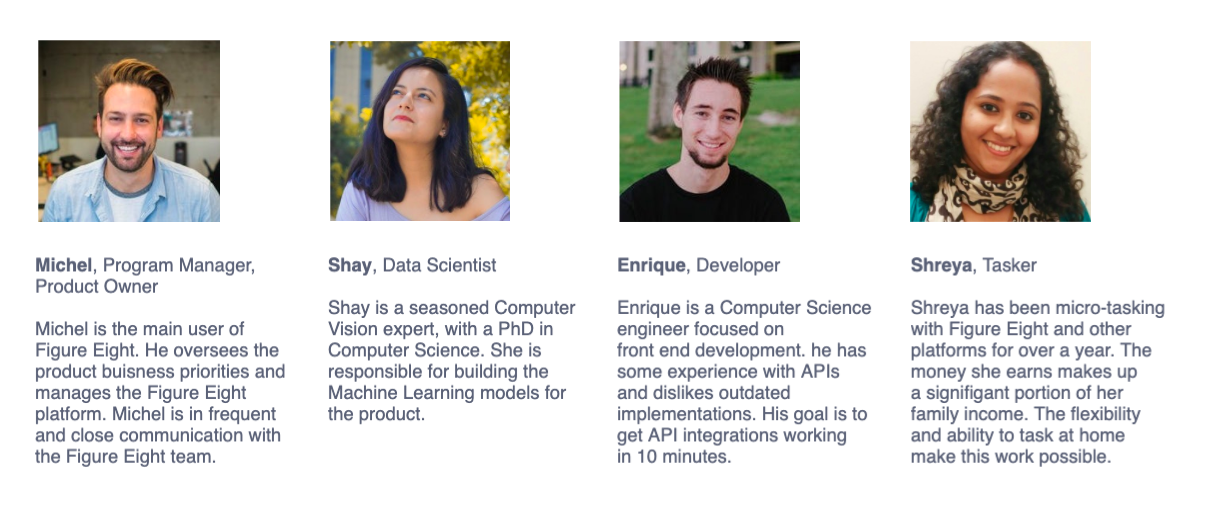 Michel, Program Manager,
Product Owner
Michel is the main user of
Figure Eight. He oversees the
product buisness priorities and
manages the Figure Eight
platform. Michel is in frequent
and close communication with
the Figure Eight team.
Shay, Data Scientist
Shay is a seasoned Computer
Vision expert, with a PhD in
Computer Science. She is
responsible for building the
Machine Learning models for
the product.
Enrique, Developer
Enrique is a Computer Science
engineer focused on
front end development. he has
some experience with APIs
and dislikes outdated
implementations. His goal is to
get API integrations working
in 10 minutes.
Shreya, Tasker
Shreya has been micro-tasking
with Figure Eight and other
platforms for over a year. The
money she earns makes up
a signifigant portion of her
family income. The flexibility
and ability to task at home
make this work possible.